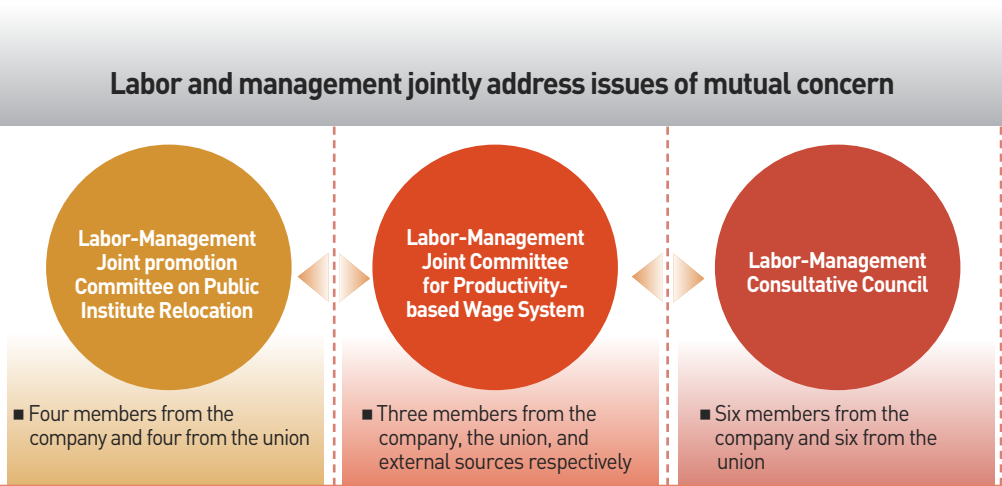 Labor and management jointly address issues of mutual concern
Labor-Management
Joint promotion
Committee on Public
Institute Relocation
Labor-Management
Joint Committee
for Productivity-
based Wage System
Labor-Management
Consultative Council
■ Four members from the
company and four from the union
■ Three members from the
company, the union, and
external sources respectively
■ Six members from the
company and six from the
union